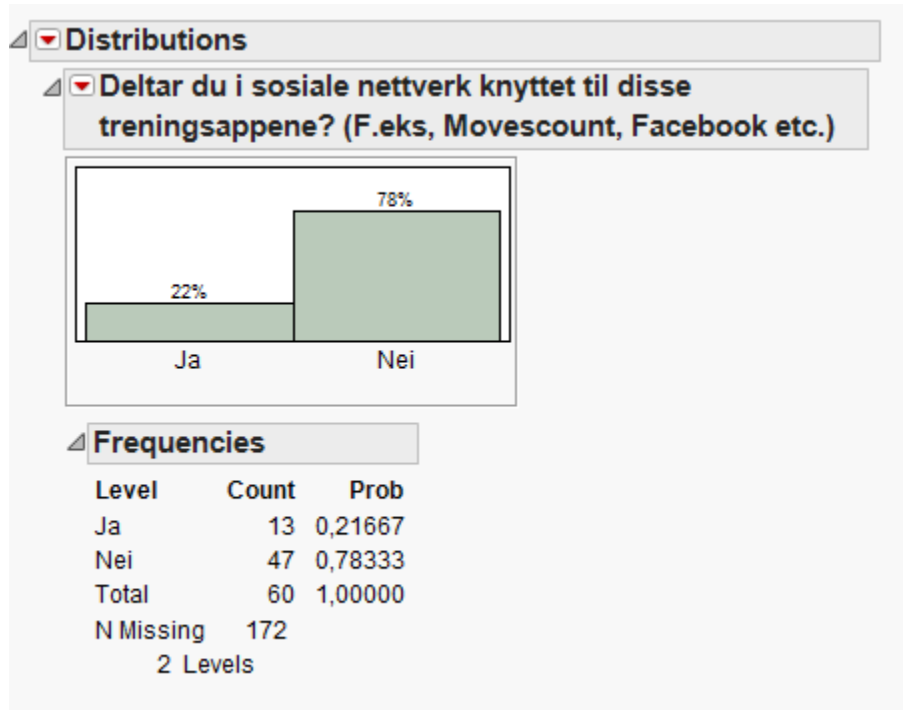 Distributions
Deltar du i sosiale nettverk knyttet til disse
treningsappene? (F.eks, Movescount, Facebook etc.)
78%
22%
Ja Nei
Frequencies
Level Count Prob
Ja 13 0,21667
Nei 47 0,78333
Total 60 1,00000
N Missing 172
2 Levels